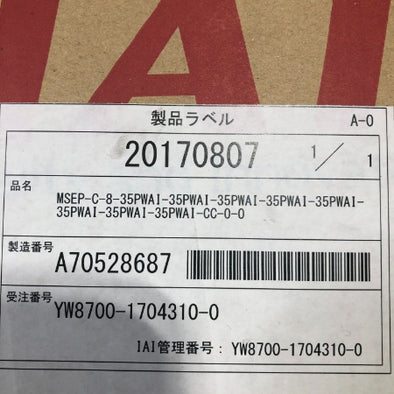 IAI
製品ラベル A-0
20170807 1/1
品名
MSEP-C-8-35PWAI-35PWAI-35PWAI-35PWAI-35PWAI-
35PWAI-35PWAI-35PWAI-CC-0-0
製造番号
A70528687
受注番号
YW8700-1704310-0
IAI管理番号: YW8700-1704310-0